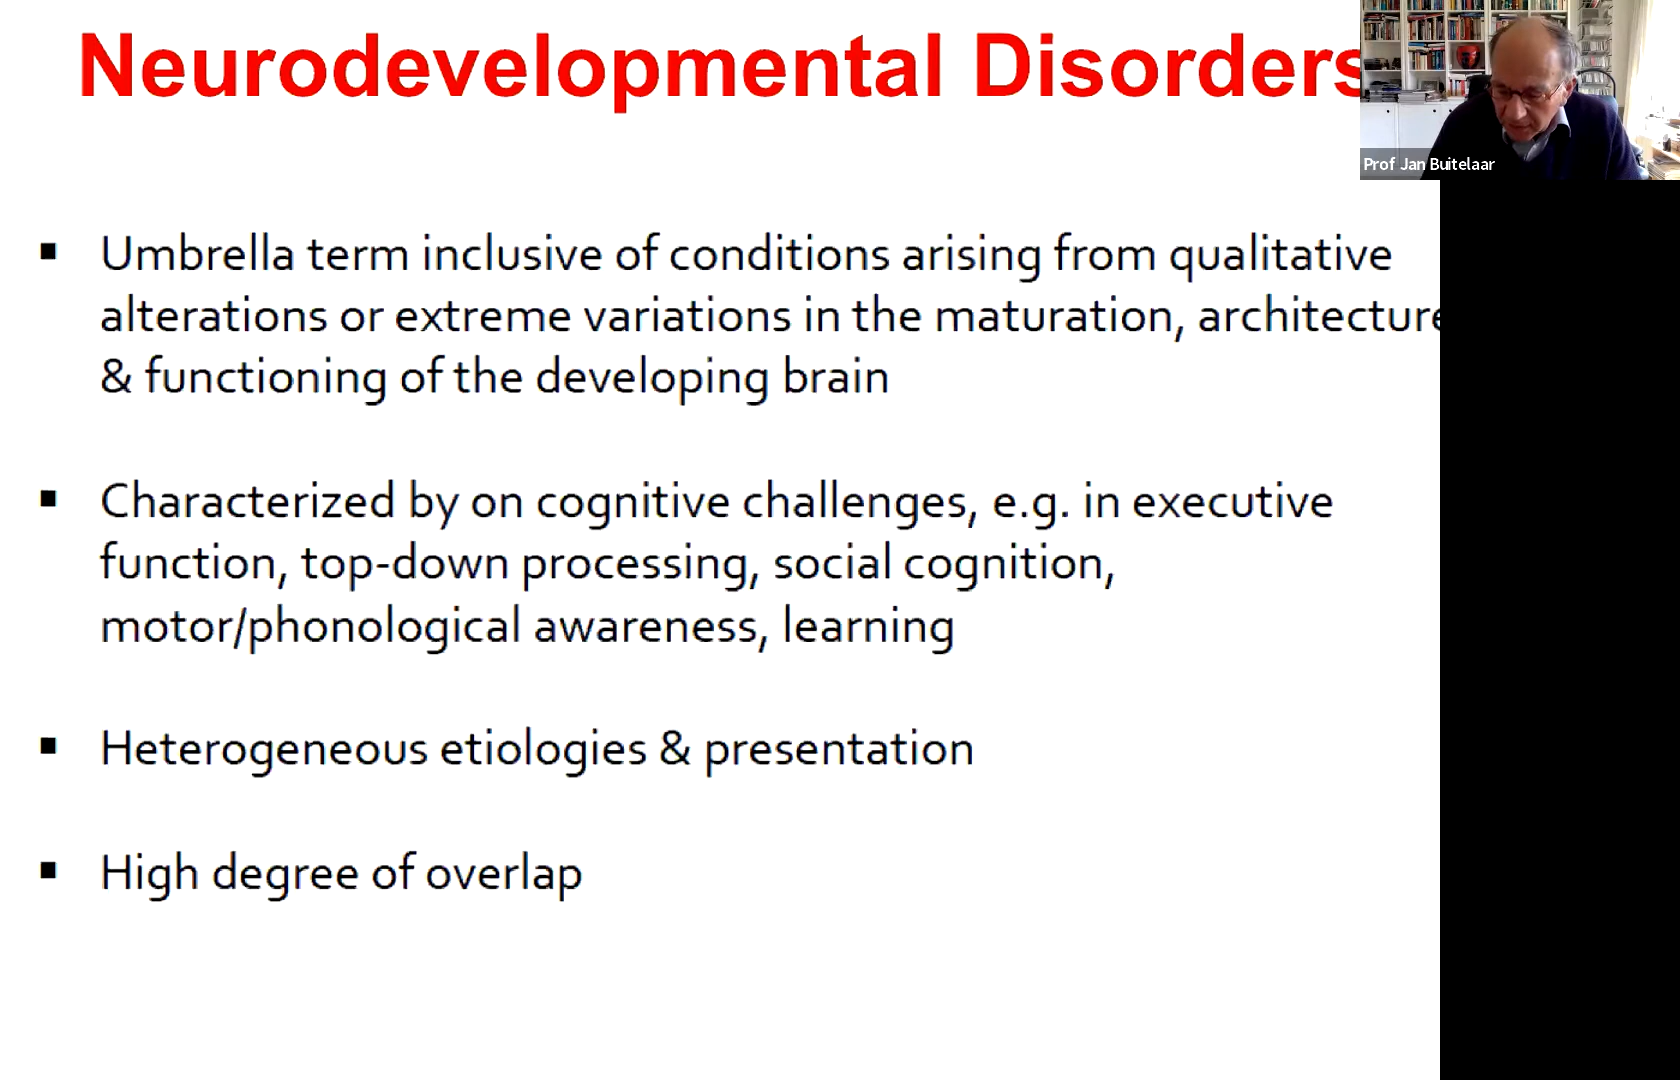 Neurodevelopmental Disorders
Prof Jan Buitelaar
▪ Umbrella term inclusive of conditions arising from qualitative
alterations or extreme variations in the maturation, architecture
& functioning of the developing brain
▪ Characterized by on cognitive challenges, e.g. in executive
function, top-down processing, social cognition,
motor/phonological awareness, learning
▪ Heterogeneous etiologies & presentation
▪ High degree of overlap